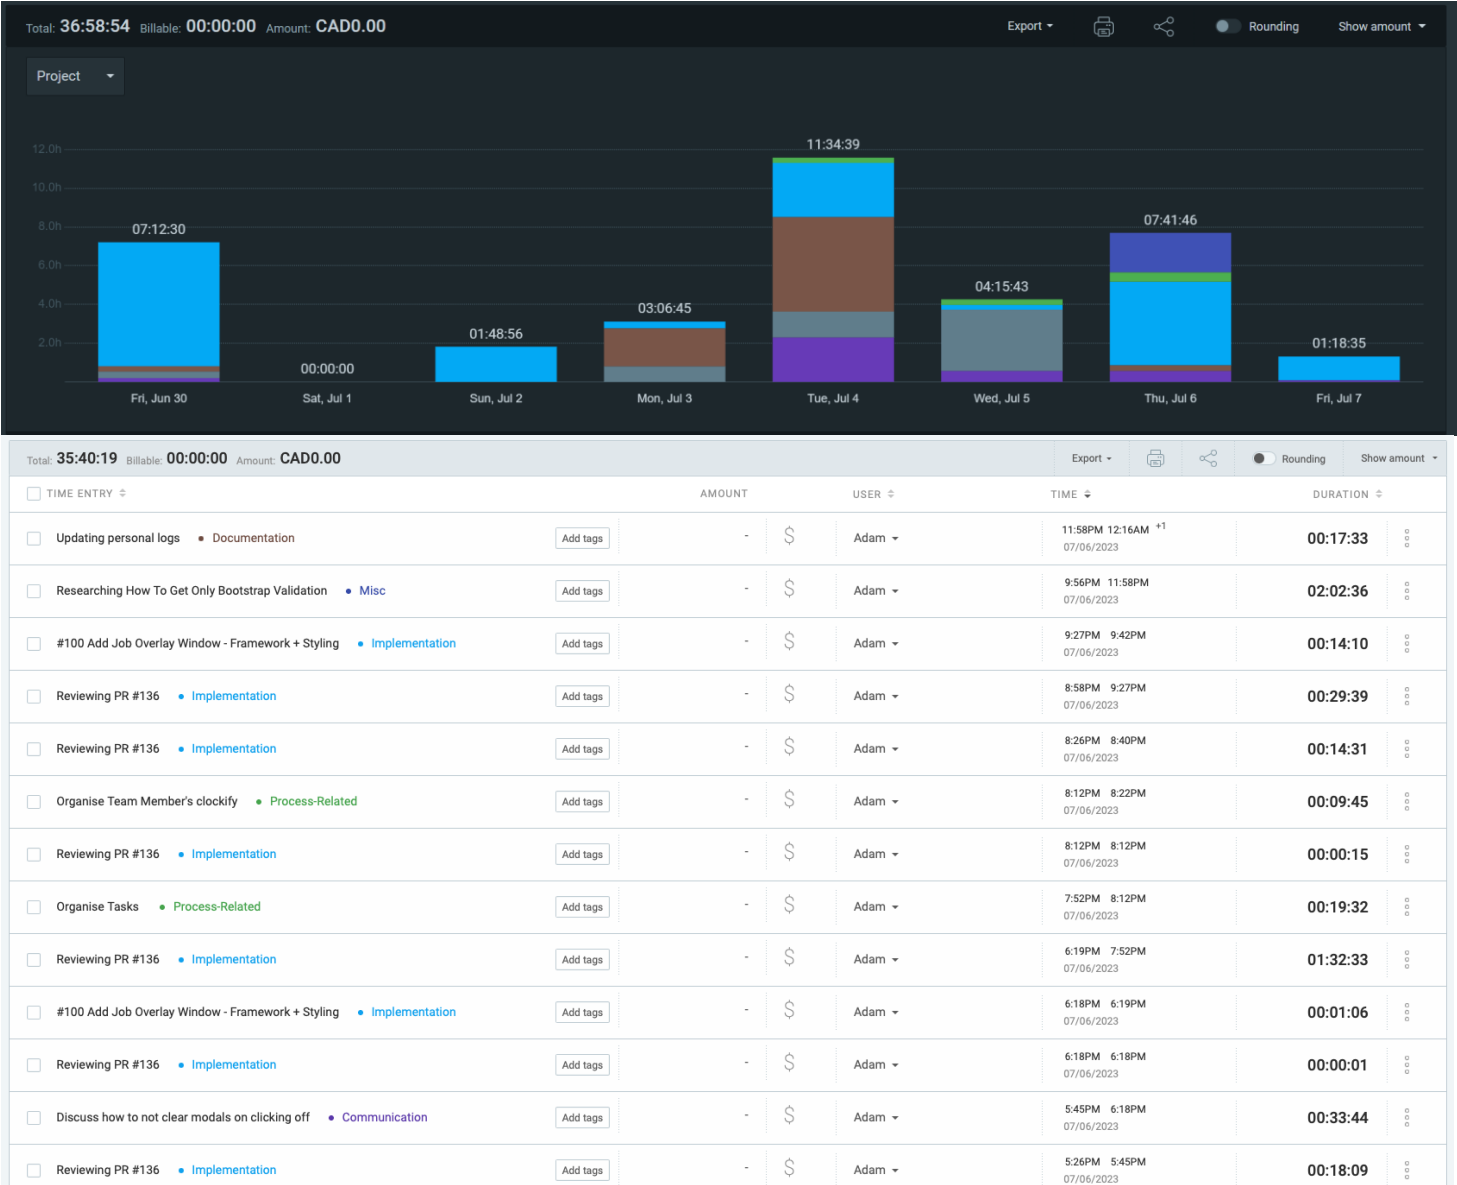 Total: 36:58:54 Billable: 00:00:00 Amount: CAD0.00 Export Rounding Show amount
Project
12.0h
10.0h
8.0h
6.0h
4.0h
2.0h
07:12:30
00:00:00
01:48:56
03:06:45
11:34:39
04:15:43
07:41:46
01:18:35
Fri, Jun 30 Sat, Jul 1 Sun, Jul 2 Mon, Jul 3 Tue, Jul 4 Wed, Jul 5 Thu, Jul 6 Fri, Jul 7
Total: 35:40:19 Billable: 00:00:00 Amount: CAD0.00 Export Rounding Show amount
TIME ENTRY AMOUNT USER TIME DURATION
Updating personal logs • Documentation Add tags - $ Adam 11:58PM 12:16AM +1 00:17:33
07/06/2023
Researching How To Get Only Bootstrap Validation • Misc Add tags - $ Adam 9:56PM 11:58PM 02:02:36
07/06/2023
#100 Add Job Overlay Window - Framework + Styling • Implementation Add tags - $ Adam 9:27PM 9:42PM 00:14:10
07/06/2023
Reviewing PR #136 • Implementation Add tags - $ Adam 8:58PM 9:27PM 00:29:39
07/06/2023
Reviewing PR #136 • Implementation Add tags - $ Adam 8:26PM 8:40PM 00:14:31
07/06/2023
Organise Team Member's clockify • Process-Related Add tags - $ Adam 8:12PM 8:22PM 00:09:45
07/06/2023
Reviewing PR #136 • Implementation Add tags - $ Adam 8:12PM 8:12PM 00:00:15
07/06/2023
Organise Tasks • Process-Related Add tags - $ Adam 7:52PM 8:12PM 00:19:32
07/06/2023
Reviewing PR #136 • Implementation Add tags - $ Adam 6:19PM 7:52PM 01:32:33
07/06/2023
#100 Add Job Overlay Window - Framework + Styling • Implementation Add tags - $ Adam 6:18PM 6:19PM 00:01:06
07/06/2023
Reviewing PR #136 • Implementation Add tags - $ Adam 6:18PM 6:18PM 00:00:01
07/06/2023
Discuss how to not clear modals on clicking off • Communication Add tags - $ Adam 5:45PM 6:18PM 00:33:44
07/06/2023
Reviewing PR #136 • Implementation Add tags - $ Adam 5:26PM 5:45PM 00:18:09
07/06/2023